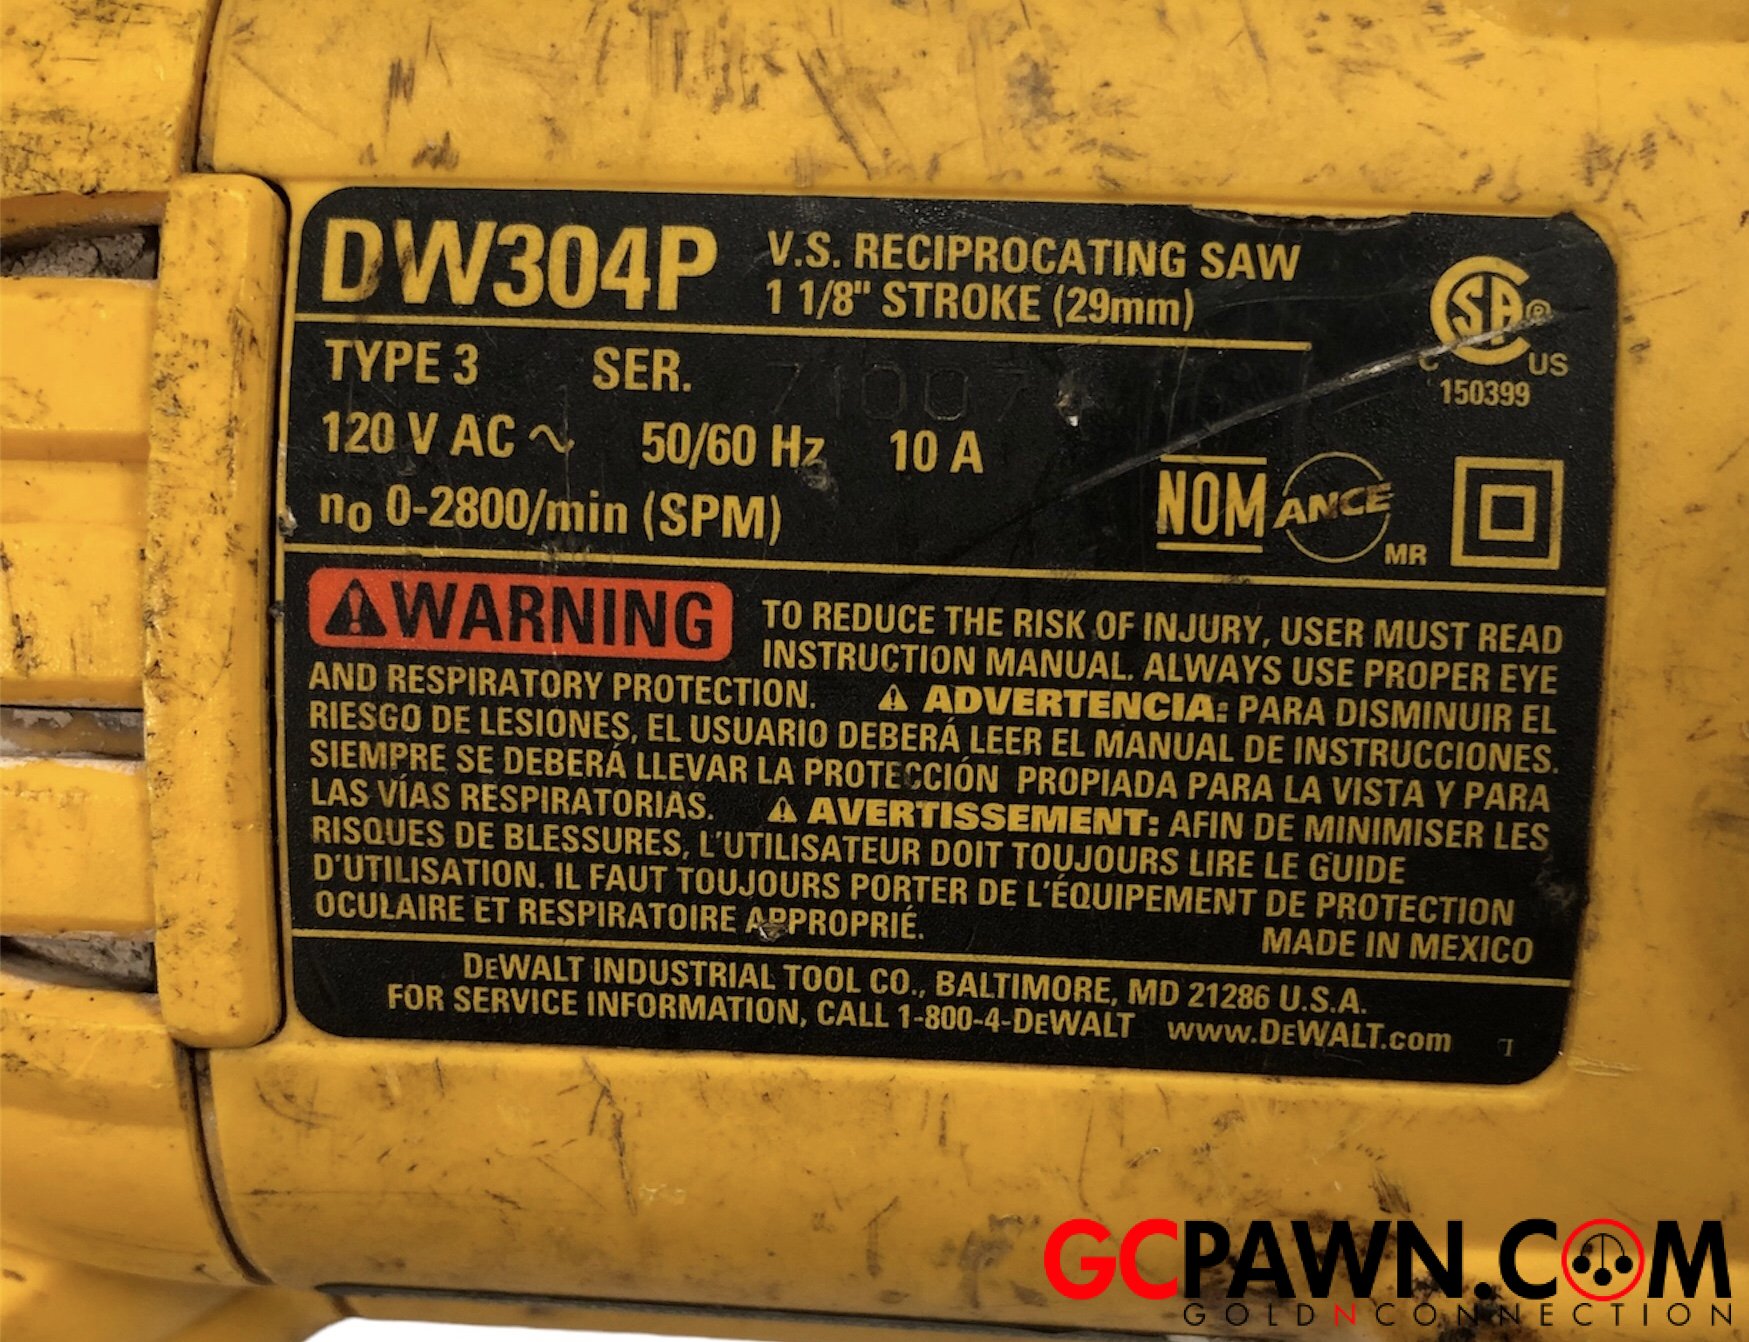 DW304P
V.S. RECIPROCATING SAW
1 1/8" STROKE (29mm)
TYPE 3 SER.
120 V AC ~ 50/60 Hz 10 A
n₀ 0-2800/min (SPM)
CSA® C US
150399
NOM ANCE MR
⚠WARNING TO REDUCE THE RISK OF INJURY, USER MUST READ
INSTRUCTION MANUAL. ALWAYS USE PROPER EYE
AND RESPIRATORY PROTECTION. ⚠ ADVERTENCIA: PARA DISMINUIR EL
RIESGO DE LESIONES, EL USUARIO DEBERÁ LEER EL MANUAL DE INSTRUCCIONES.
SIEMPRE SE DEBERÁ LLEVAR LA PROTECCIÓN PROPIADA PARA LA VISTA Y PARA
LAS VÍAS RESPIRATORIAS. ⚠ AVERTISSEMENT: AFIN DE MINIMISER LES
RISQUES DE BLESSURES, L'UTILISATEUR DOIT TOUJOURS LIRE LE GUIDE
D'UTILISATION. IL FAUT TOUJOURS PORTER DE L'ÉQUIPEMENT DE PROTECTION
OCULAIRE ET RESPIRATOIRE APPROPRIÉ. MADE IN MEXICO
DEWALT INDUSTRIAL TOOL CO., BALTIMORE, MD 21286 U.S.A.
FOR SERVICE INFORMATION, CALL 1-800-4-DEWALT www.DEWALT.com
GCPAWN.COM
GOLDNCONNECTION